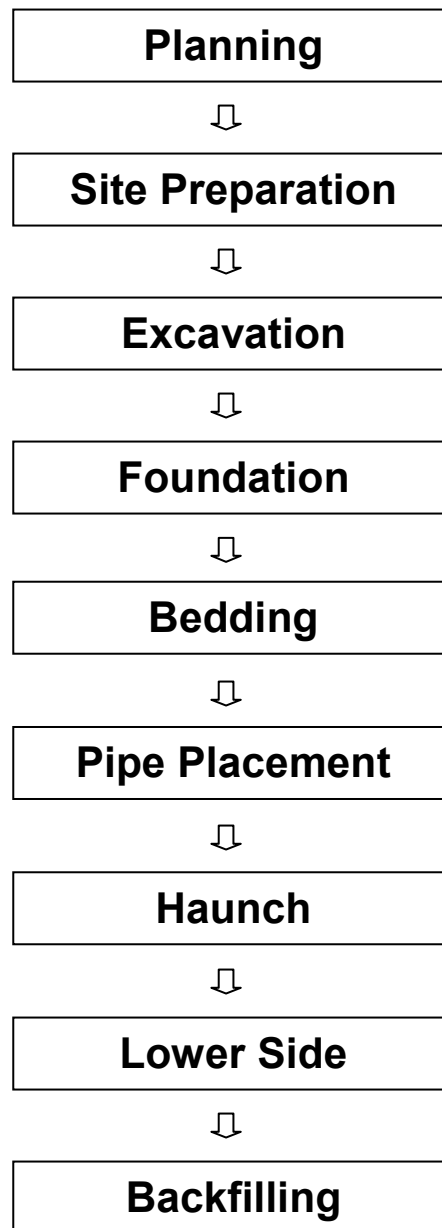 Planning
Site Preparation
Excavation
Foundation
Bedding
Pipe Placement
Haunch
Lower Side
Backfilling